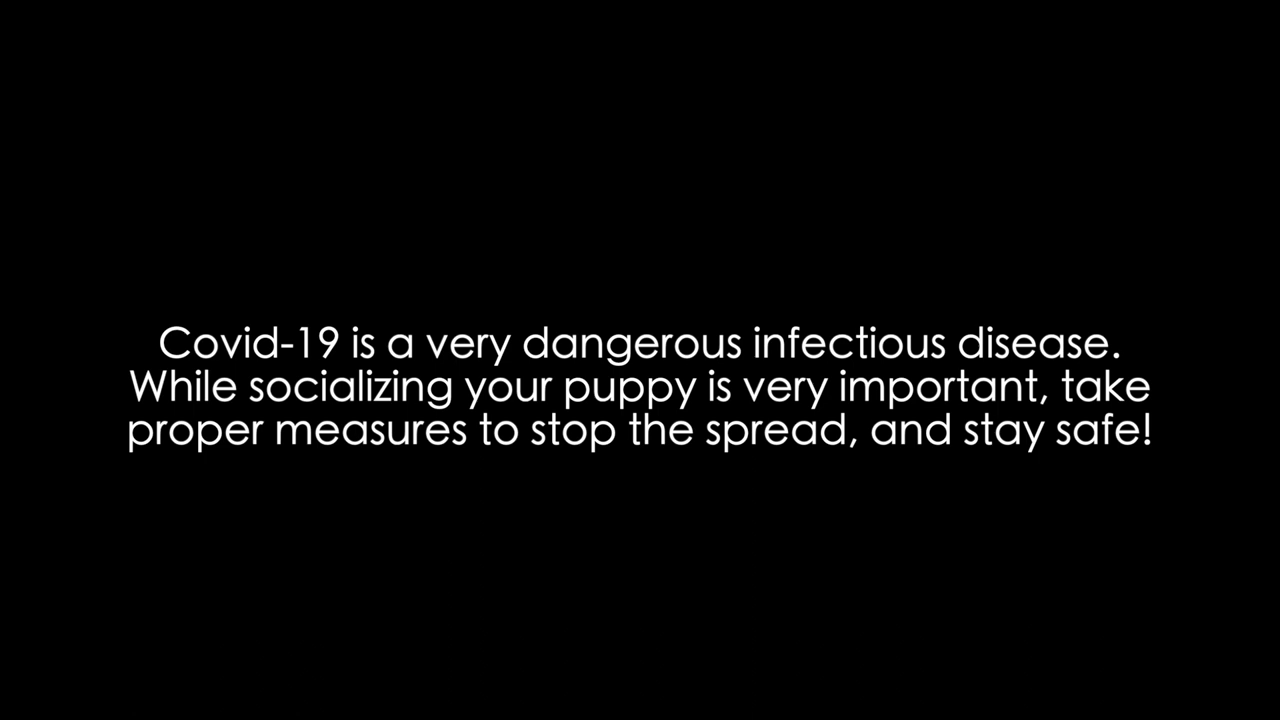 Covid-19 is a very dangerous infectious disease.
While socializing your puppy is very important, take
proper measures to stop the spread, and stay safe!